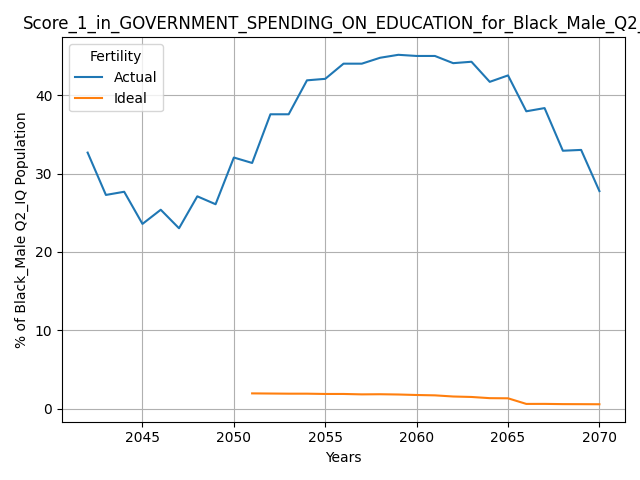 Score_1_in_GOVERNMENT_SPENDING_ON_EDUCATION_for_Black_Male_Q2_
Fertility
Actual
Ideal
% of Black_Male Q2_IQ Population
40
30
20
10
0
2045 2050 2055 2060 2065 2070
Years